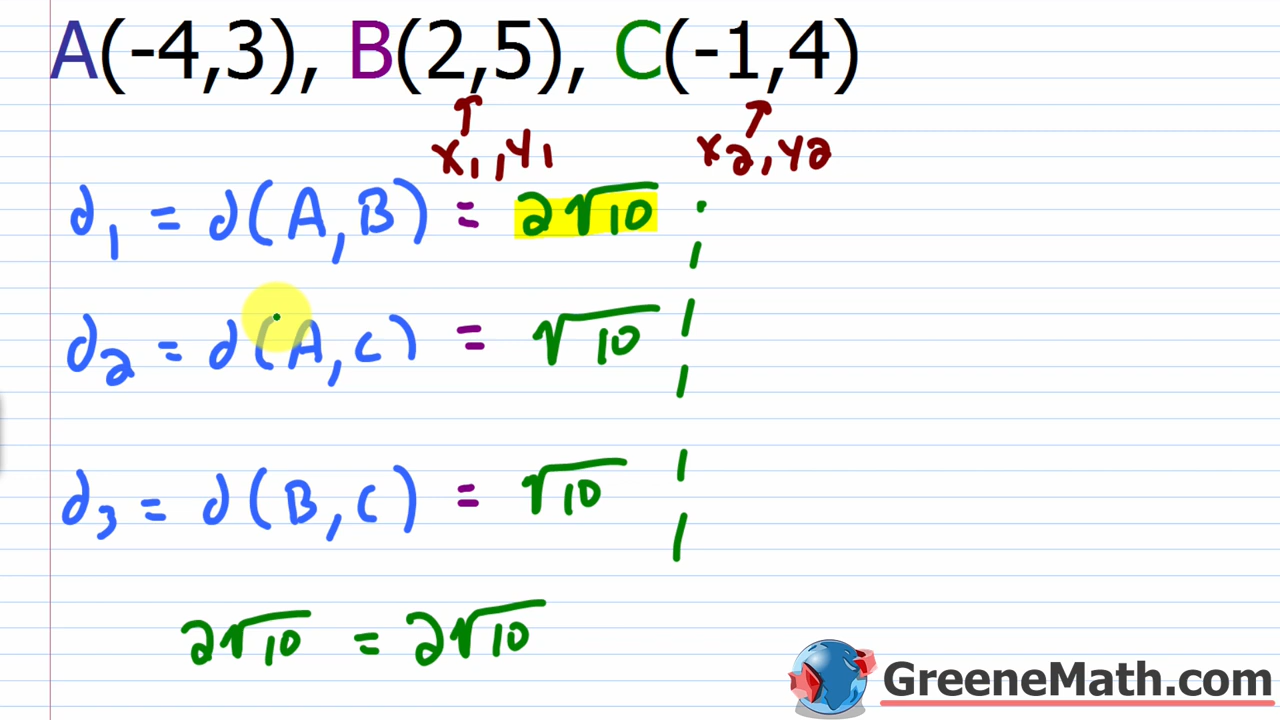 A(-4,3), B(2,5), C(-1,4)
x₁,y₁ x₂,y₂
d₁ = d(A,B) = 2√10
d₂ = d(A,C) = √10
d₃ = d(B,C) = √10
2√10 = 2√10
GreeneMath.com